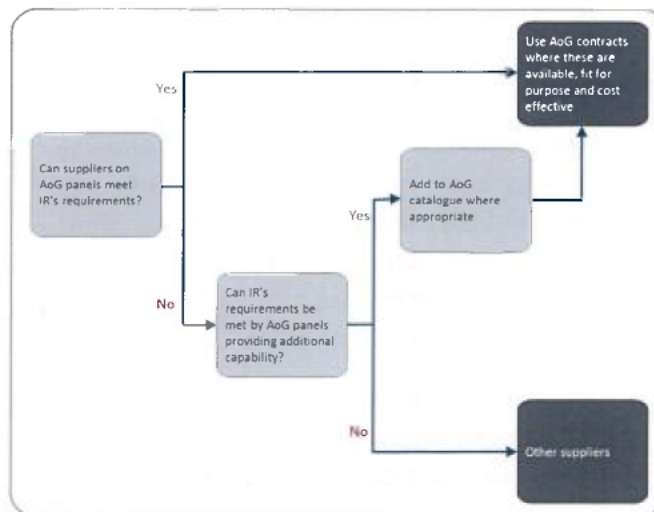 Use AoG contracts
where these are
available, fit for
purpose and cost
effective
Yes
Can suppliers on
AoG panels meet
IR's requirements?
Add to AoG
catalogue where
appropriate
Yes
No
Can IR's
requirements be
met by AoG panels
providing additional
capability?
No
Other suppliers